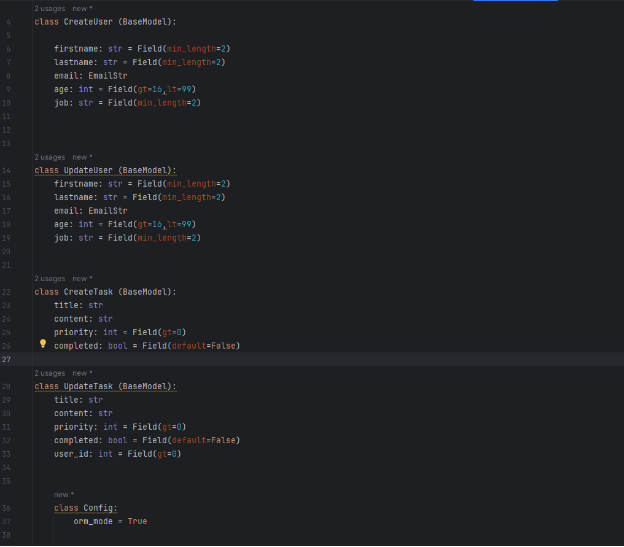 2 usages   new *
4 class CreateUser (BaseModel):
5
6     firstname: str = Field(min_length=2)
7     lastname: str = Field(min_length=2)
8     email: EmailStr
9     age: int = Field(gt=16,lt=99)
10     job: str = Field(min_length=2)
11
12
13
2 usages   new *
14 class UpdateUser (BaseModel):
15     firstname: str = Field(min_length=2)
16     lastname: str = Field(min_length=2)
17     email: EmailStr
18     age: int = Field(gt=16,lt=99)
19     job: str = Field(min_length=2)
20
21
2 usages   new *
22 class CreateTask (BaseModel):
23     title: str
24     content: str
25     priority: int = Field(gt=0)
26     completed: bool = Field(default=False)
27
2 usages   new *
28 class UpdateTask (BaseModel):
29     title: str
30     content: str
31     priority: int = Field(gt=0)
32     completed: bool = Field(default=False)
33     user_id: int = Field(gt=0)
34
35
new *
36     class Config:
37         orm_mode = True
38